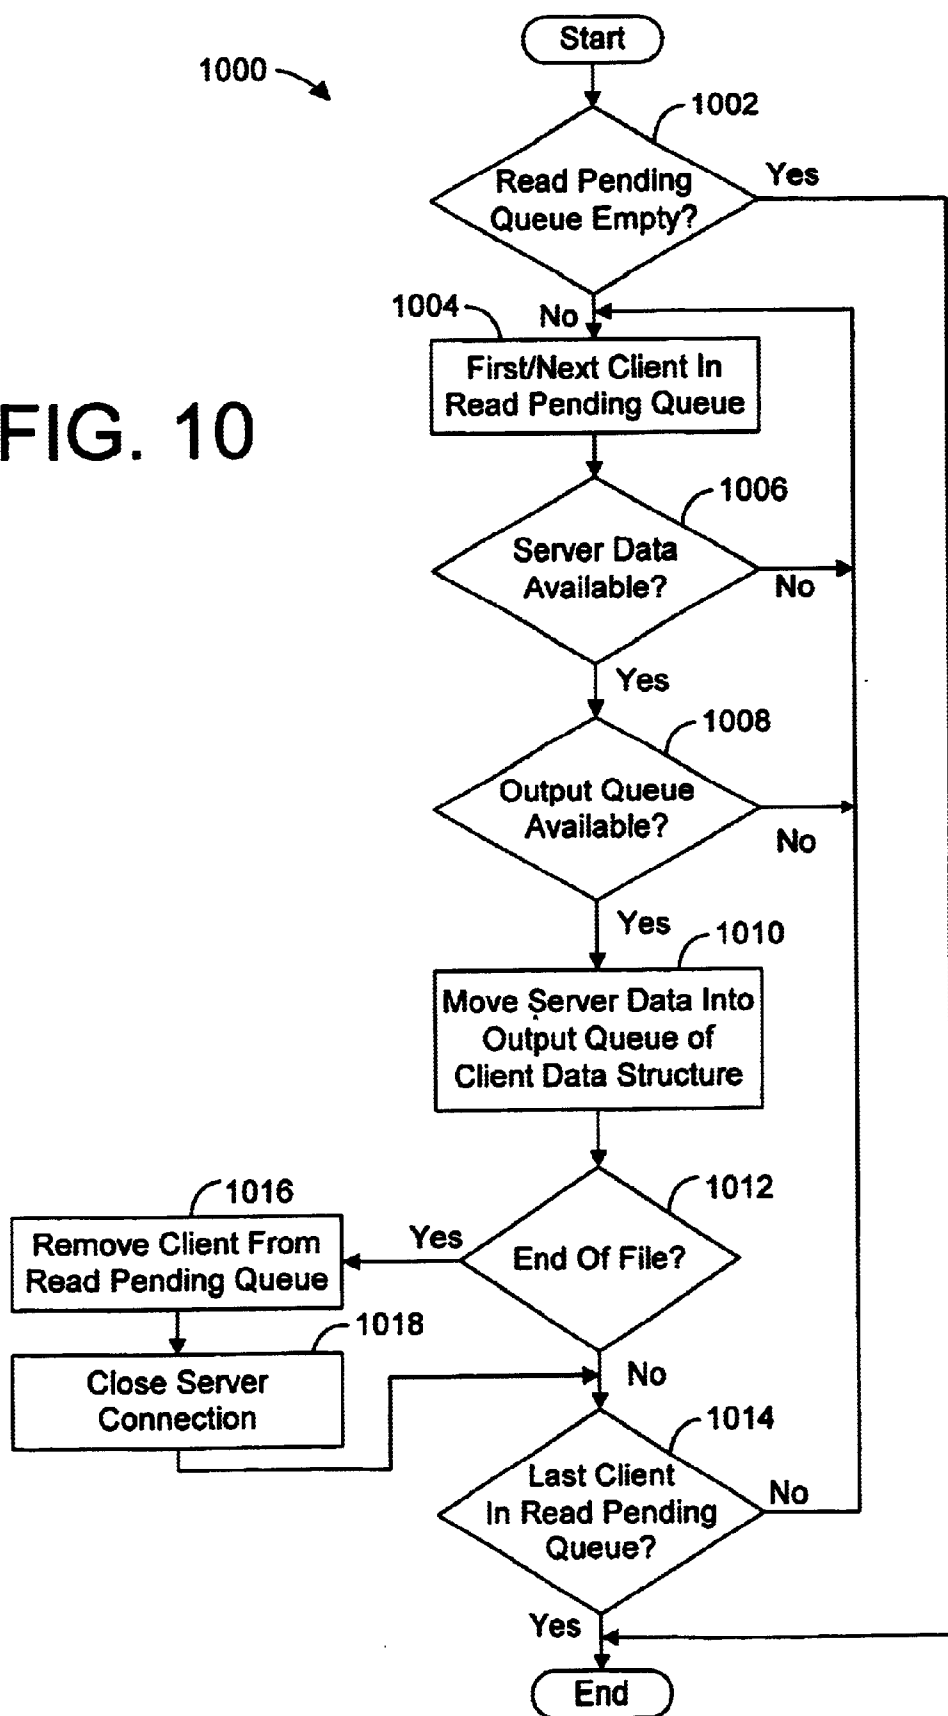 Start
1000
1002
Read Pending
Queue Empty?
Yes
No
1004
First/Next Client In
Read Pending Queue
FIG. 10
1006
Server Data
Available?
No
Yes
1008
Output Queue
Available?
No
Yes
1010
Move Server Data Into
Output Queue of
Client Data Structure
1012
End Of File?
Yes
1016
Remove Client From
Read Pending Queue
1018
Close Server
Connection
No
1014
Last Client
In Read Pending
Queue?
No
Yes
End